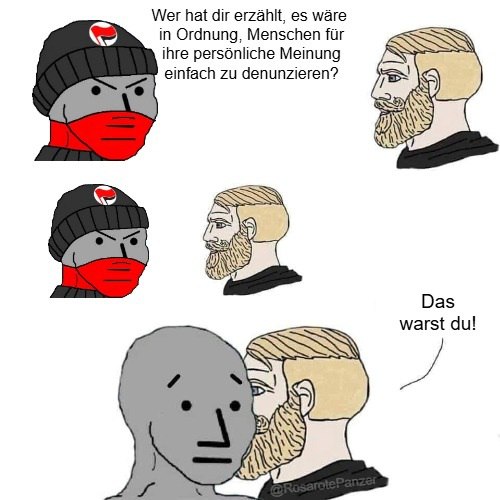 Wer hat dir erzählt, es wäre
in Ordnung, Menschen für
ihre persönliche Meinung
einfach zu denunzieren?
Das
warst du!
@RosarotePanzer